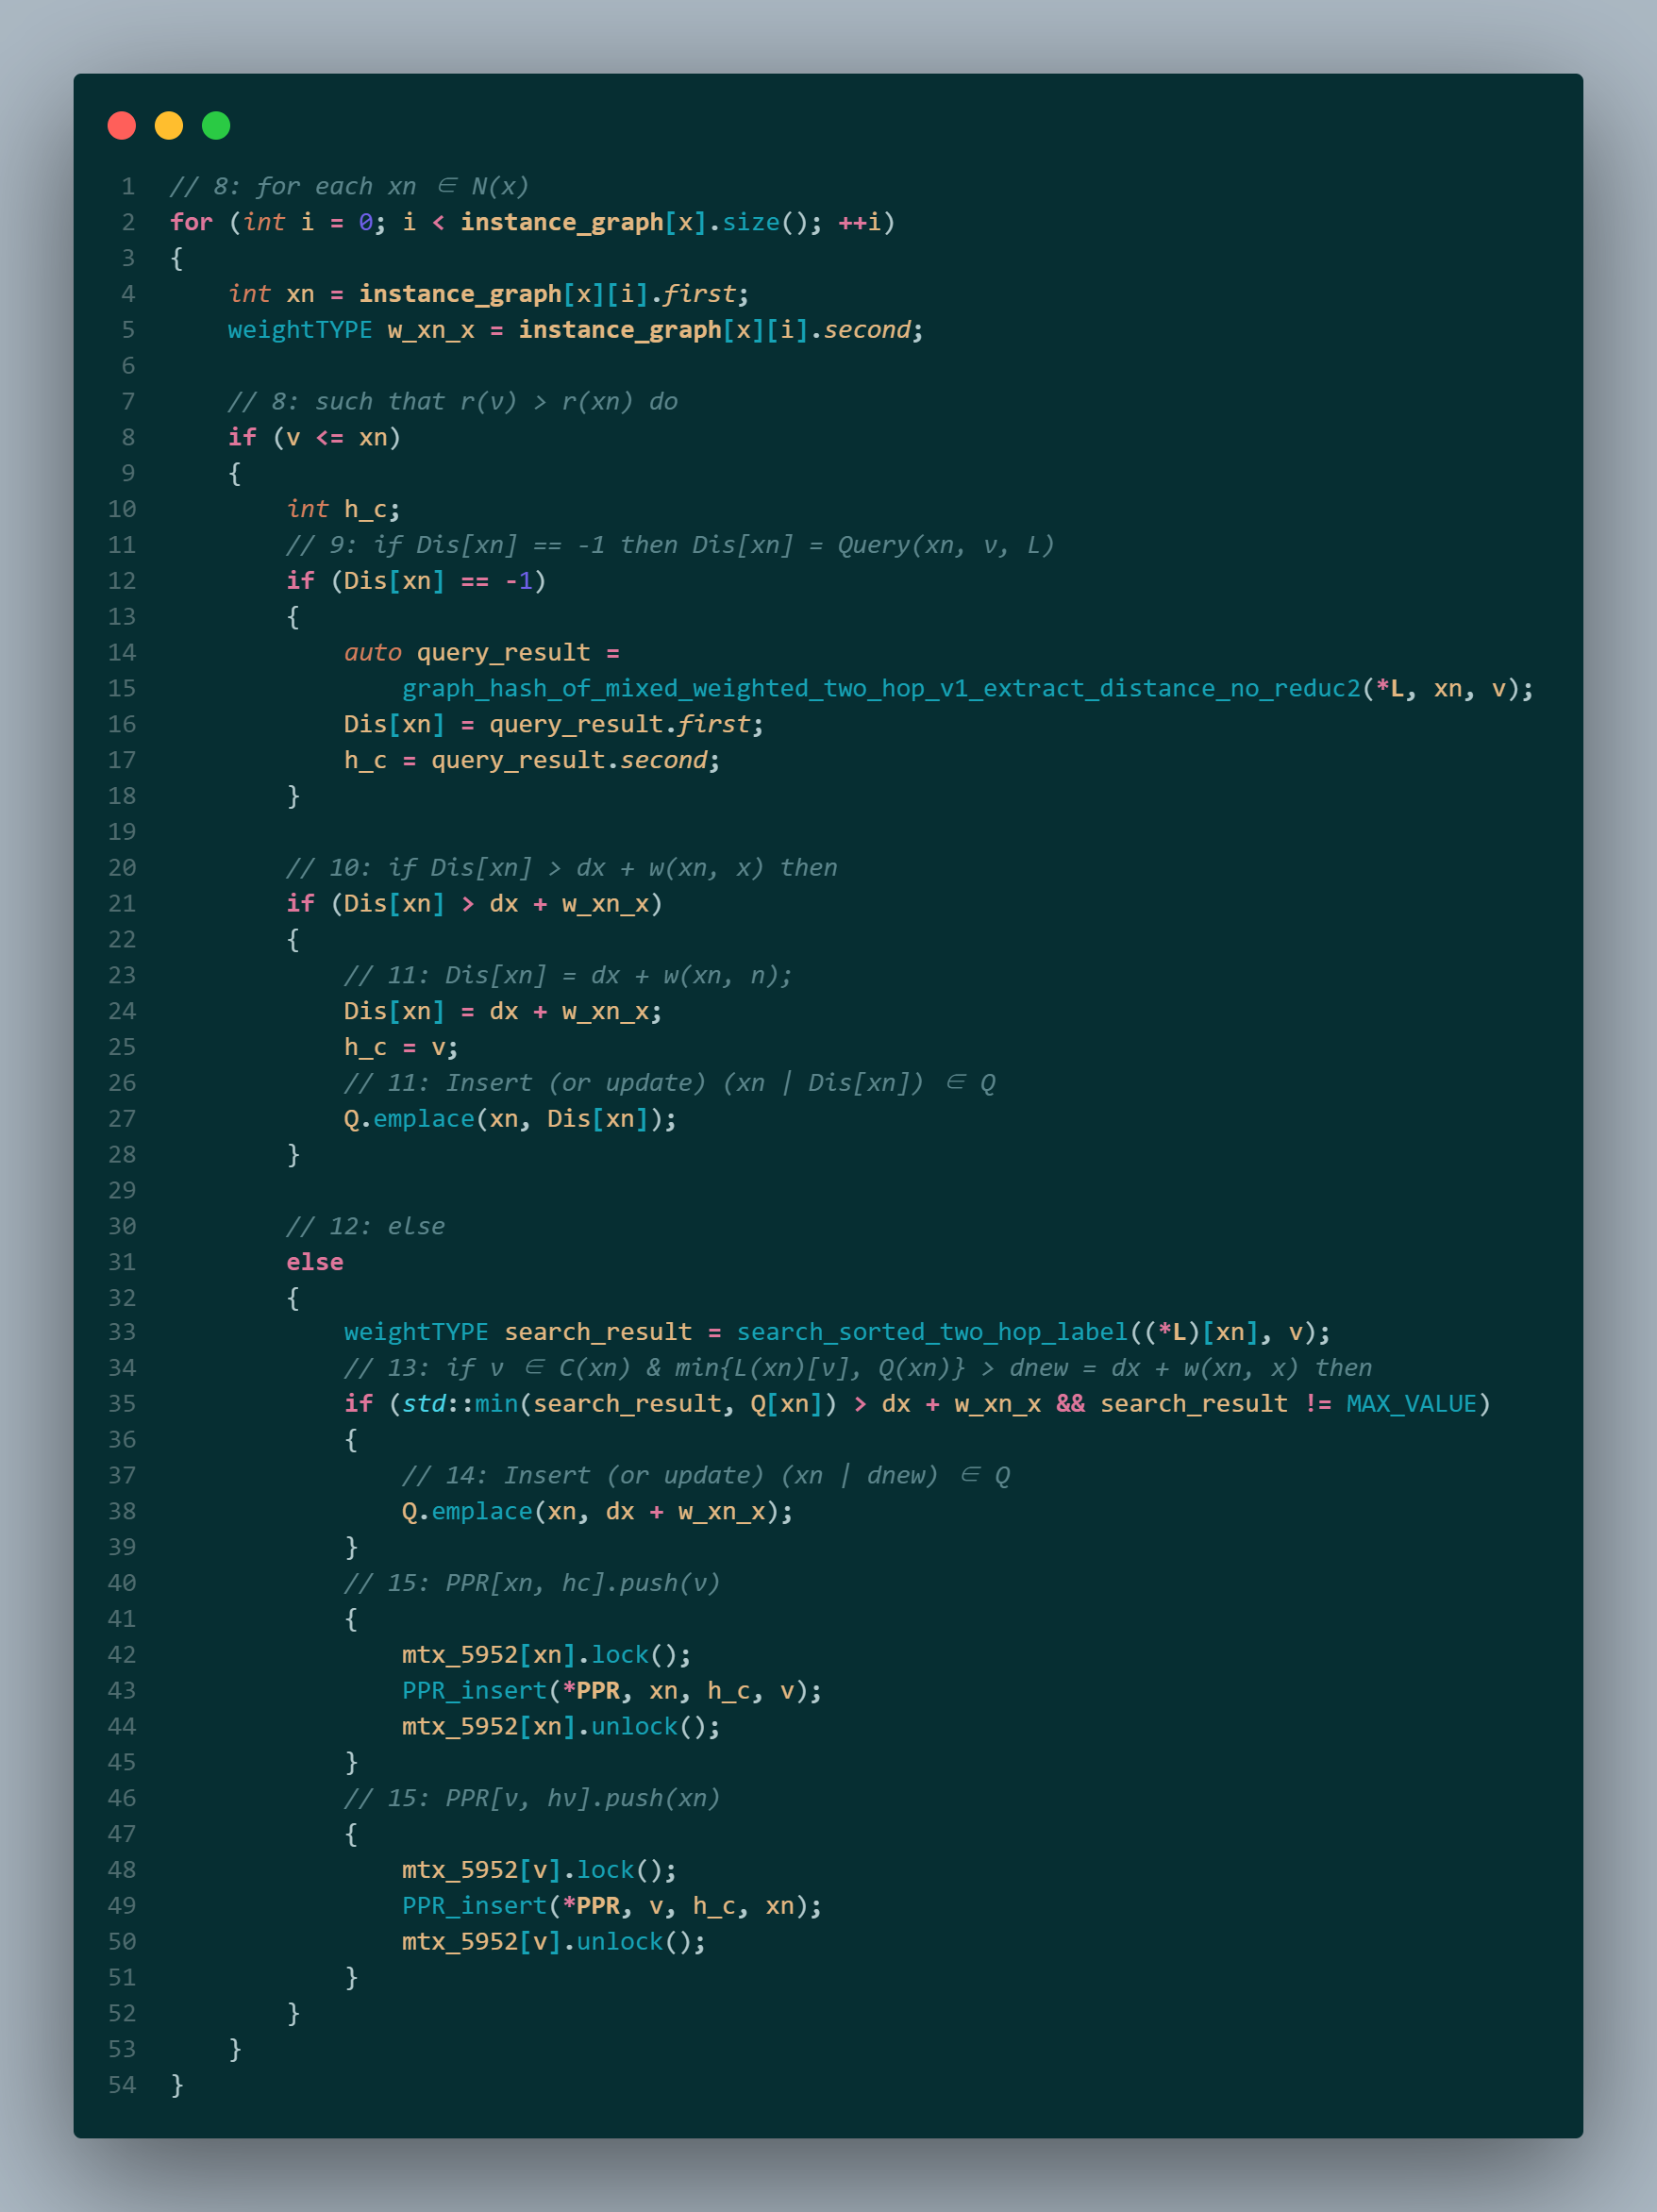 1 // 8: for each xn ∈ N(x)
2 for (int i = 0; i < instance_graph[x].size(); ++i)
3 {
4     int xn = instance_graph[x][i].first;
5     weightTYPE w_xn_x = instance_graph[x][i].second;
6
7     // 8: such that r(v) > r(xn) do
8     if (v <= xn)
9     {
10         int h_c;
11         // 9: if Dis[xn] == -1 then Dis[xn] = Query(xn, v, L)
12         if (Dis[xn] == -1)
13         {
14             auto query_result =
15                 graph_hash_of_mixed_weighted_two_hop_v1_extract_distance_no_reduc2(*L, xn, v);
16             Dis[xn] = query_result.first;
17             h_c = query_result.second;
18         }
19
20         // 10: if Dis[xn] > dx + w(xn, x) then
21         if (Dis[xn] > dx + w_xn_x)
22         {
23             // 11: Dis[xn] = dx + w(xn, n);
24             Dis[xn] = dx + w_xn_x;
25             h_c = v;
26             // 11: Insert (or update) (xn | Dis[xn]) ∈ Q
27             Q.emplace(xn, Dis[xn]);
28         }
29
30         // 12: else
31         else
32         {
33             weightTYPE search_result = search_sorted_two_hop_label((*L)[xn], v);
34             // 13: if v ∈ C(xn) & min{L(xn)[v], Q(xn)} > dnew = dx + w(xn, x) then
35             if (std::min(search_result, Q[xn]) > dx + w_xn_x && search_result != MAX_VALUE)
36             {
37                 // 14: Insert (or update) (xn | dnew) ∈ Q
38                 Q.emplace(xn, dx + w_xn_x);
39             }
40             // 15: PPR[xn, hc].push(v)
41             {
42                 mtx_5952[xn].lock();
43                 PPR_insert(*PPR, xn, h_c, v);
44                 mtx_5952[xn].unlock();
45             }
46             // 15: PPR[v, hv].push(xn)
47             {
48                 mtx_5952[v].lock();
49                 PPR_insert(*PPR, v, h_c, xn);
50                 mtx_5952[v].unlock();
51             }
52         }
53     }
54 }